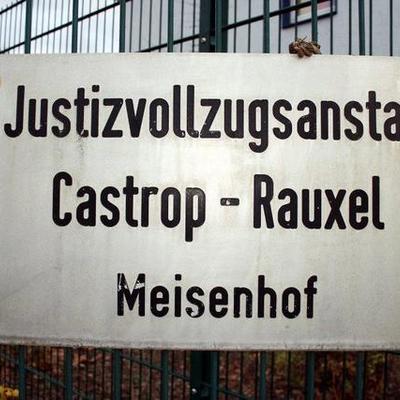 Justizvollzugsansta
Castrop - Rauxel
Meisenhof